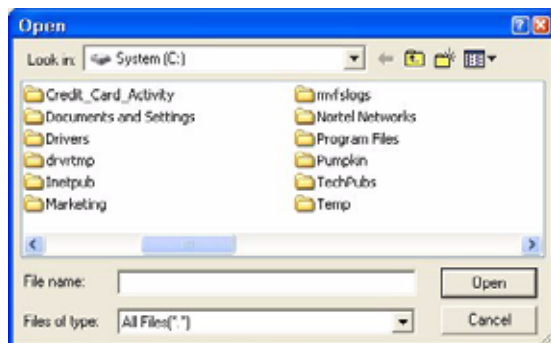 Open
Look in: System (C:)
Credit_Card_Activity
Documents and Settings
Drivers
drvrtmp
Inetpub
Marketing
mvfslogs
Nortel Networks
Program Files
Pumpkin
TechPubs
Temp
File name:
Open
Files of type: All Files(*.*)
Cancel